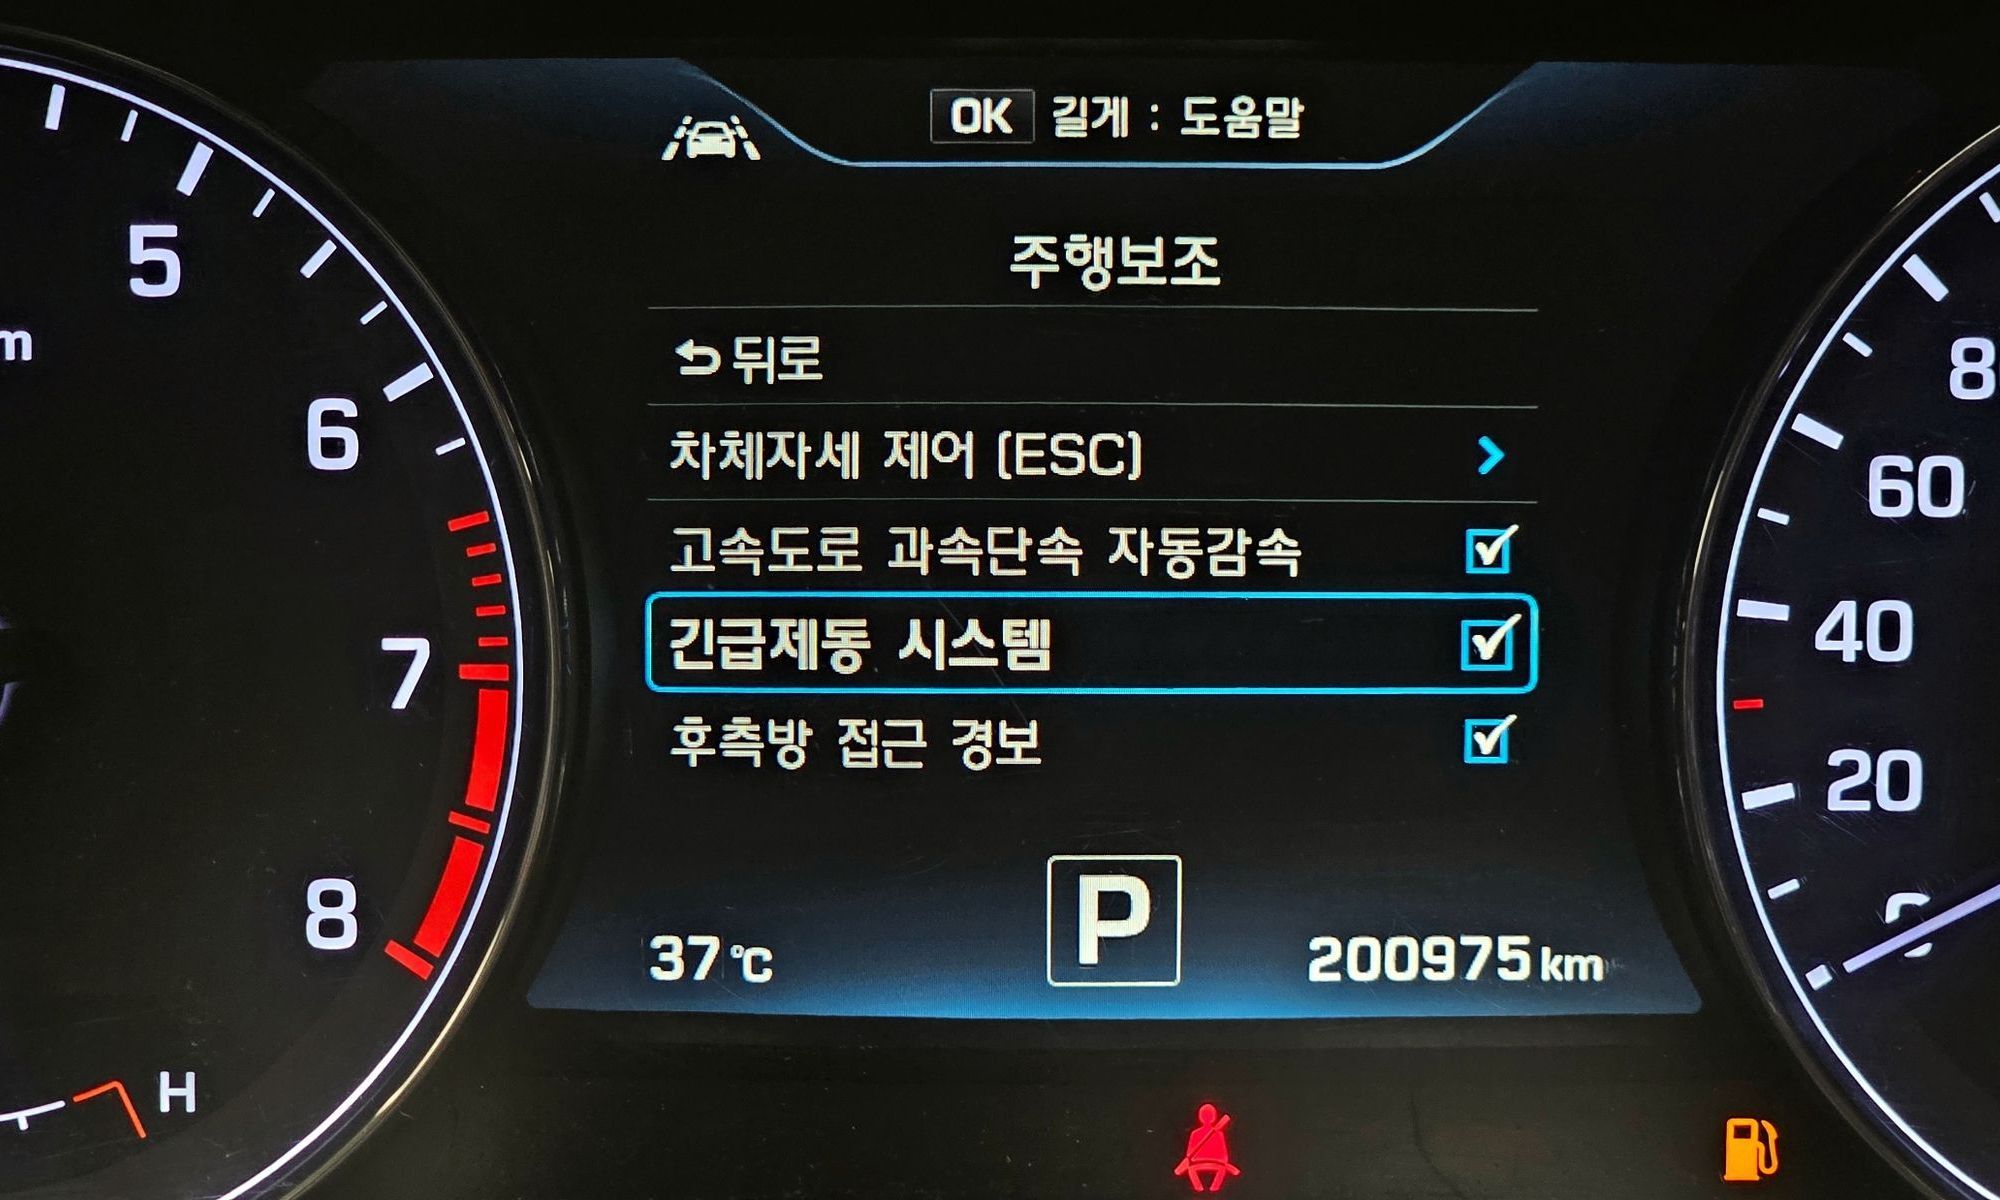 OK 길게 : 도움말
주행보조
뒤로
차체자세 제어 (ESC)
고속도로 과속단속 자동감속
긴급제동 시스템
후측방 접근 경보
P
37 ℃
200975 km
5
6
7
8
H
8
60
40
20
0